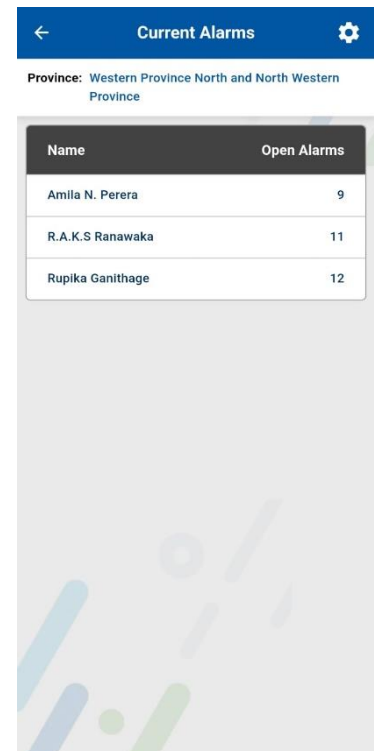 Current Alarms
Province: Western Province North and North Western
Province
Name Open Alarms
Amila N. Perera 9
R.A.K.S Ranawaka 11
Rupika Ganithage 12